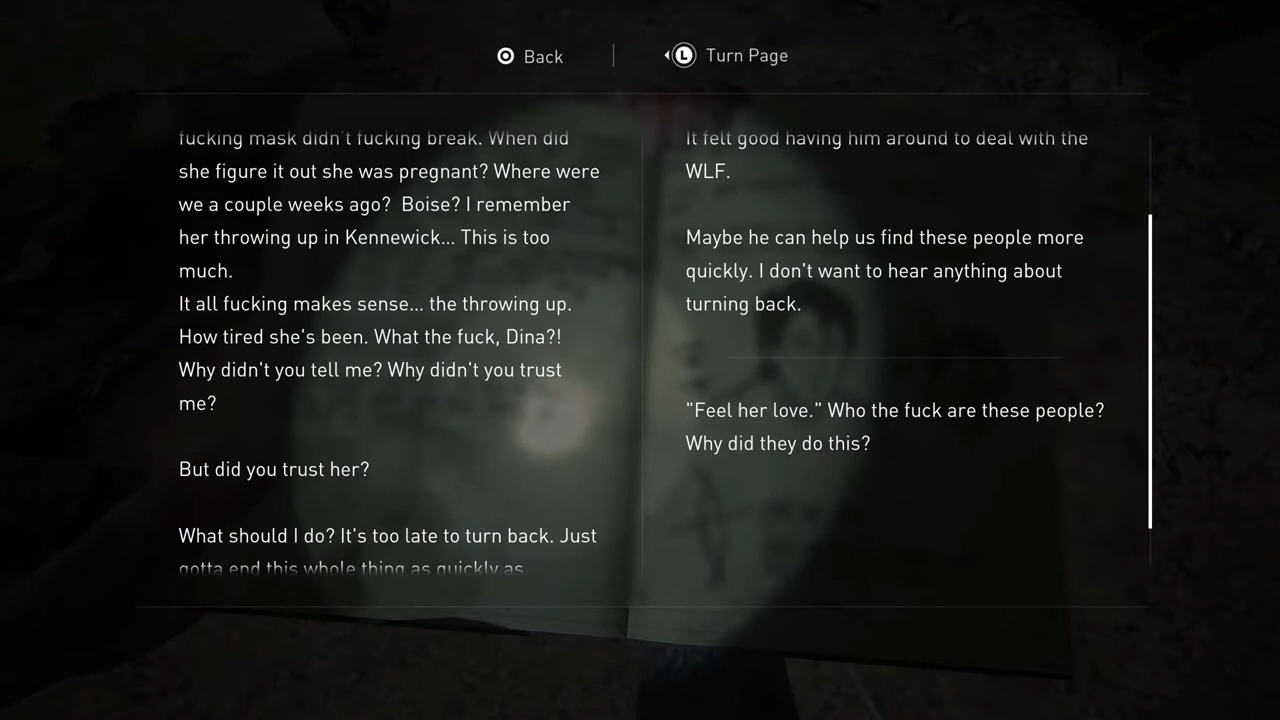 Back
L Turn Page
fucking mask didn't fucking break. When did
she figure it out she was pregnant? Where were
we a couple weeks ago?  Boise? I remember
her throwing up in Kennewick... This is too
much.
It all fucking makes sense... the throwing up.
How tired she's been. What the fuck, Dina?!
Why didn't you tell me? Why didn't you trust
me?
But did you trust her?
What should I do? It's too late to turn back. Just
gotta end this whole thing as quickly as
It felt good having him around to deal with the
WLF.
Maybe he can help us find these people more
quickly. I don't want to hear anything about
turning back.
"Feel her love." Who the fuck are these people?
Why did they do this?